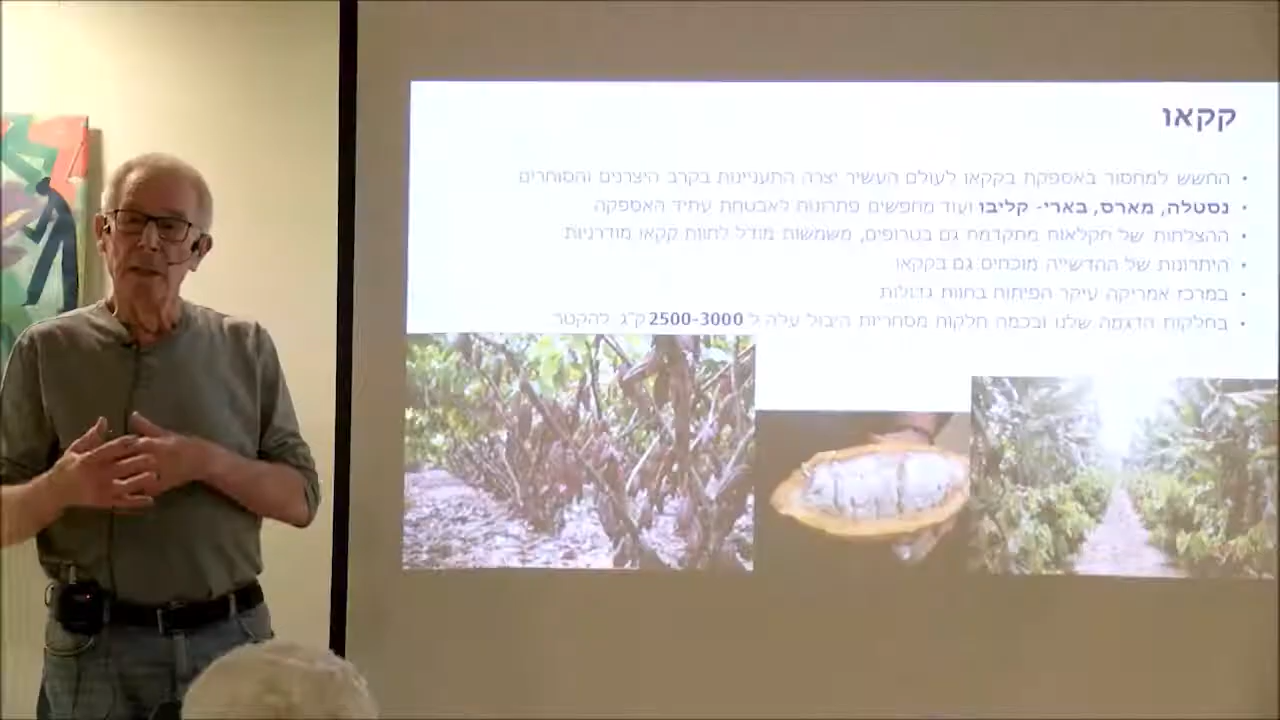 קקאו
• החשש למחסור באספקת בקקאו לעולם העשיר יצרה התעניינות בקרב היצרנים והסוחרים
• נסטלה, מארס, בארי- קליבו ועוד מחפשים פתרונות לאבטחת עתיד האספקה
• ההצלחות של חקלאות מתקדמת גם בטרופים, משמשות מודל לחוות קקאו מודרניות
• היתרונות של ההדשייה מוכחים גם בקקאו
• במרכז אמריקה עיקר הפיתוח בחוות גדולות
• בחלקות הדגמה שלנו ובכמה חלקות מסחריות היבול עלה ל 2500-3000 ק"ג להקטר